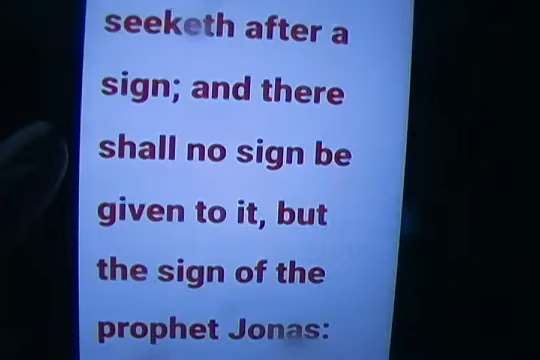 seeketh after a
sign; and there
shall no sign be
given to it, but
the sign of the
prophet Jonas: